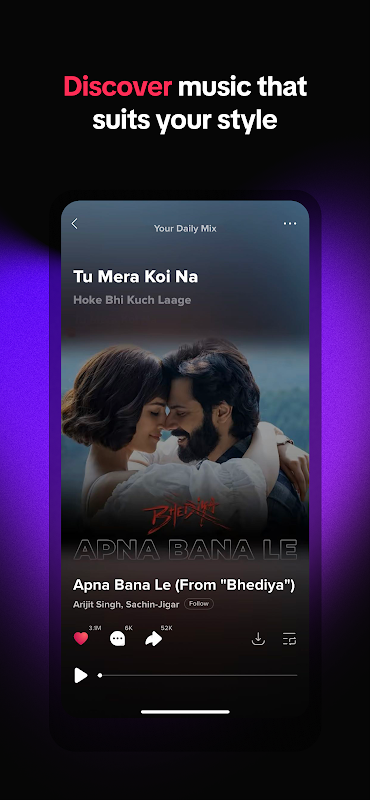 Discover music that
suits your style
Your Daily Mix
Tu Mera Koi Na
Hoke Bhi Kuch Laage
BHEDIYA
APNA BANA LE
Apna Bana Le (From "Bhediya")
Arijit Singh, Sachin-Jigar Follow
3.1M 6K 52K